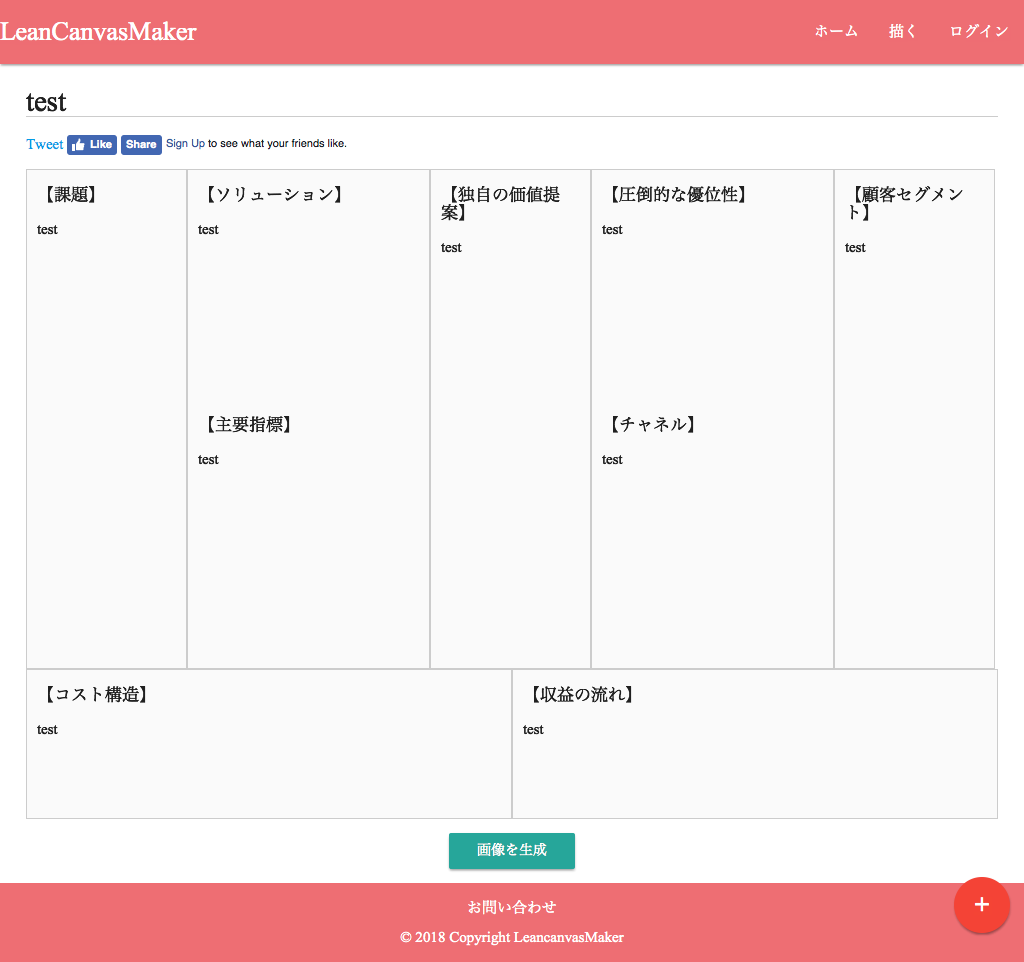 LeanCanvasMaker
ホーム 描く ログイン
test
Tweet Like Share Sign Up to see what your friends like.
【課題】
test
【ソリューション】
test
【主要指標】
test
【独自の価値提
案】
test
【圧倒的な優位性】
test
【チャネル】
test
【顧客セグメン
ト】
test
【コスト構造】
test
【収益の流れ】
test
画像を生成
+
お問い合わせ
© 2018 Copyright LeancanvasMaker